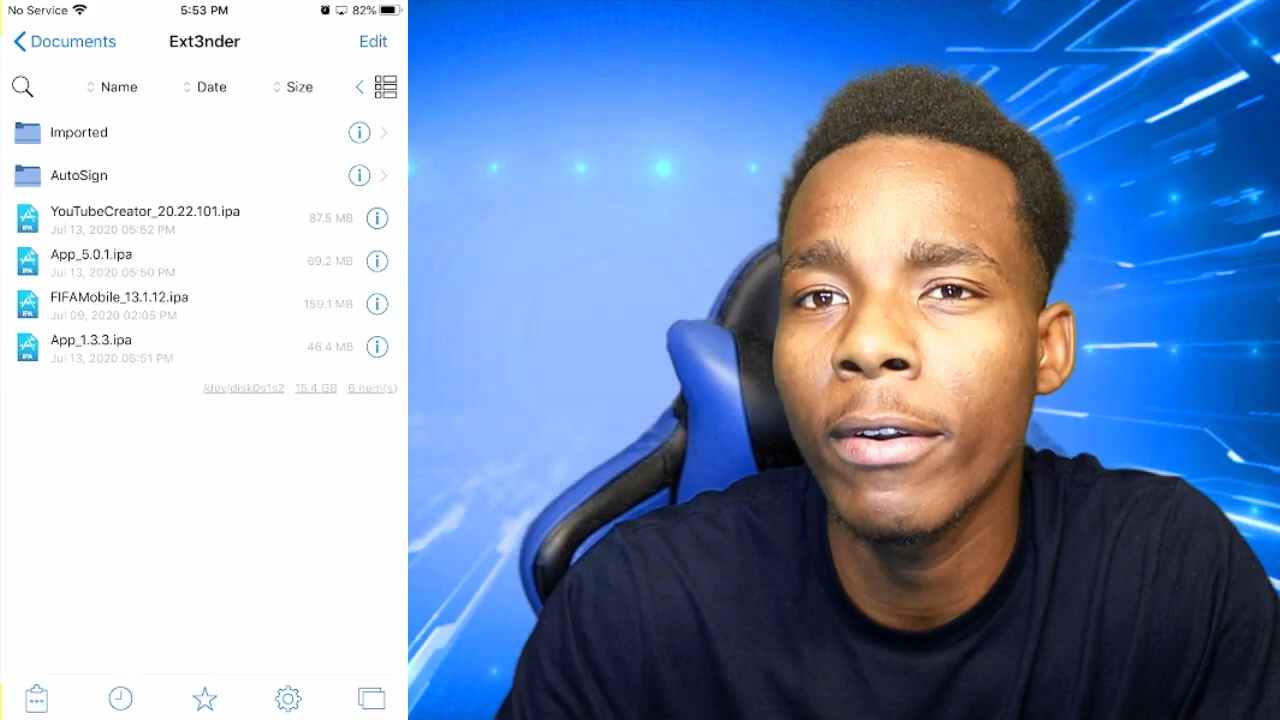 No Service 5:53 PM 82%
Documents Ext3nder Edit
Name Date Size
Imported
AutoSign
YouTubeCreator_20.22.101.ipa 87.5 MB
Jul 13, 2020 05:52 PM
App_5.0.1.ipa 69.2 MB
Jul 13, 2020 05:50 PM
FIFAMobile_13.1.12.ipa 159.1 MB
Jul 09, 2020 02:05 PM
App_1.3.3.ipa 46.4 MB
Jul 13, 2020 05:51 PM
/dev/disk0s1s2 15.4 GB 6 item(s)